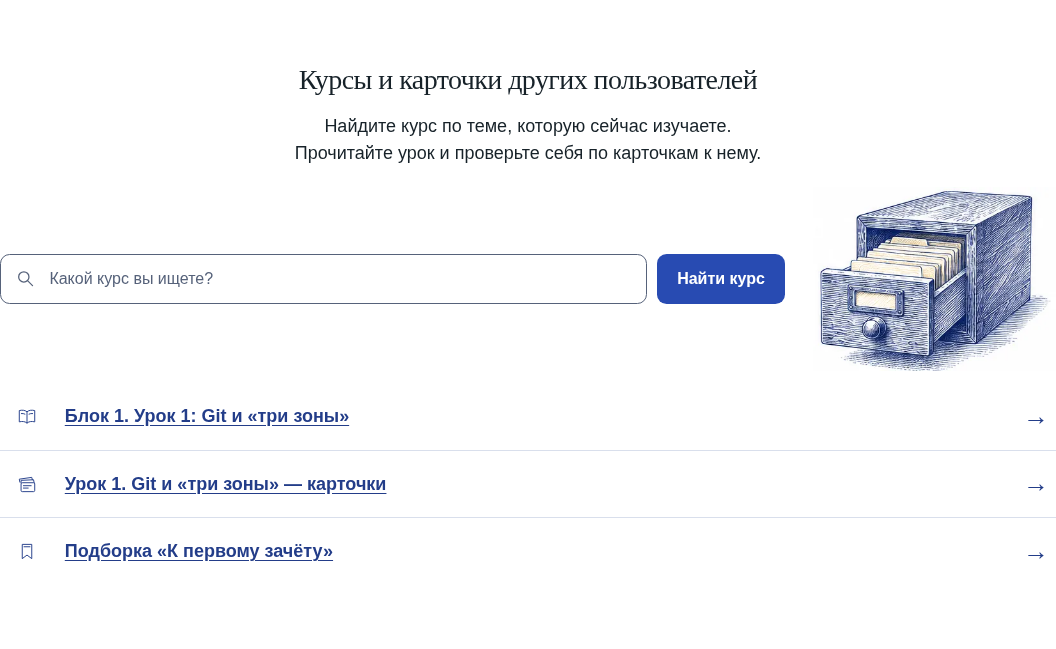 Курсы и карточки других пользователей
Найдите курс по теме, которую сейчас изучаете.
Прочитайте урок и проверьте себя по карточкам к нему.
Какой курс вы ищете?
Найти курс
Блок 1. Урок 1: Git и «три зоны»
Урок 1. Git и «три зоны» — карточки
Подборка «К первому зачёту»